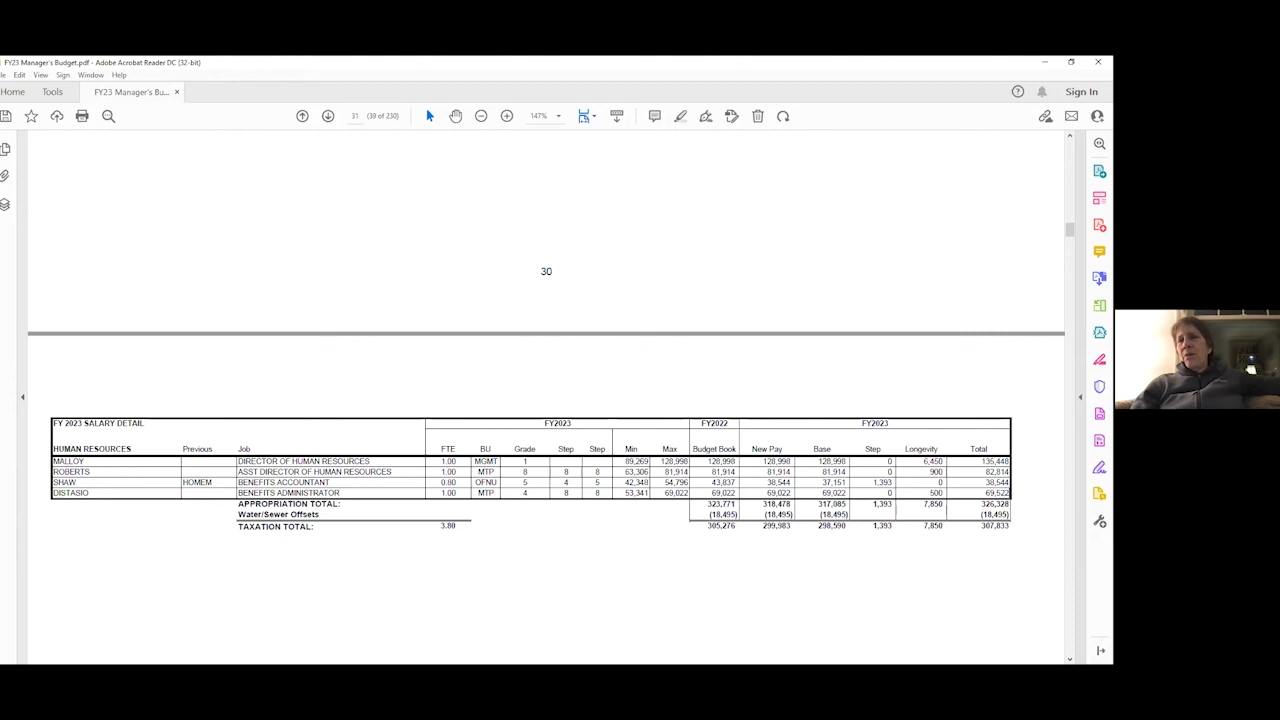 FY23 Manager's Budget.pdf - Adobe Acrobat Reader DC (32-bit)
le Edit View Sign Window Help
Home Tools FY23 Manager's Bu... × Sign In
31 (39 of 230) 147%
30
FY 2023 SALARY DETAIL FY2023 FY2022 FY2023
HUMAN RESOURCES Previous Job FTE BU Grade Step Step Min Max Budget Book New Pay Base Step Longevity Total
MALLOY DIRECTOR OF HUMAN RESOURCES 1.00 MGMT 1 89,269 128,998 128,998 128,998 128,998 0 6,450 135,448
ROBERTS ASST DIRECTOR OF HUMAN RESOURCES 1.00 MTP 8 8 8 63,306 81,914 81,914 81,914 81,914 0 900 82,814
SHAW HOMEM BENEFITS ACCOUNTANT 0.80 OFNU 5 4 5 42,348 54,796 43,837 38,544 37,151 1,393 0 38,544
DISTASIO BENEFITS ADMINISTRATOR 1.00 MTP 4 8 8 53,341 69,022 69,022 69,022 69,022 0 500 69,522
APPROPRIATION TOTAL: 323,771 318,478 317,085 1,393 7,850 326,328
Water/Sewer Offsets (18,495) (18,495) (18,495) (18,495)
TAXATION TOTAL: 3.80 305,276 299,983 298,590 1,393 7,850 307,833